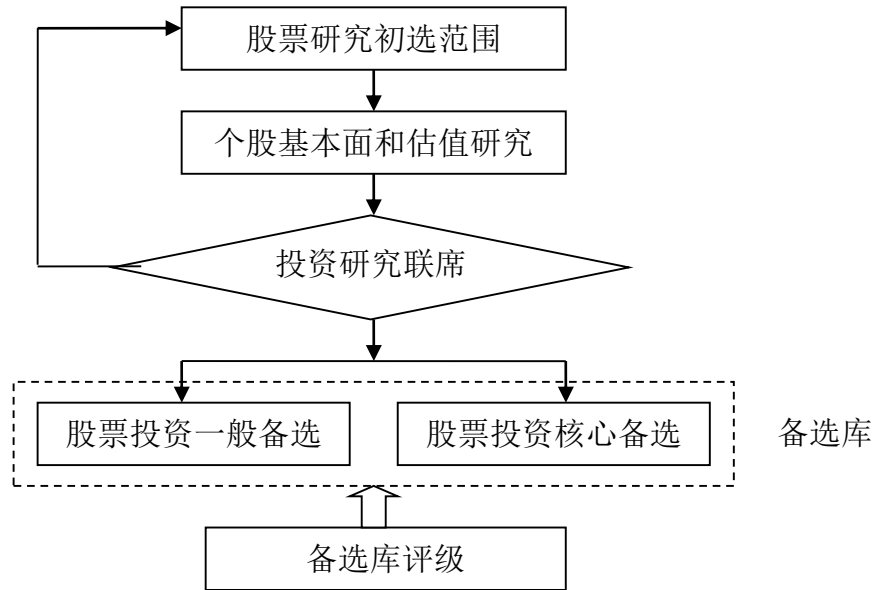 股票研究初选范围
个股基本面和估值研究
投资研究联席
股票投资一般备选
股票投资核心备选
备选库
备选库评级